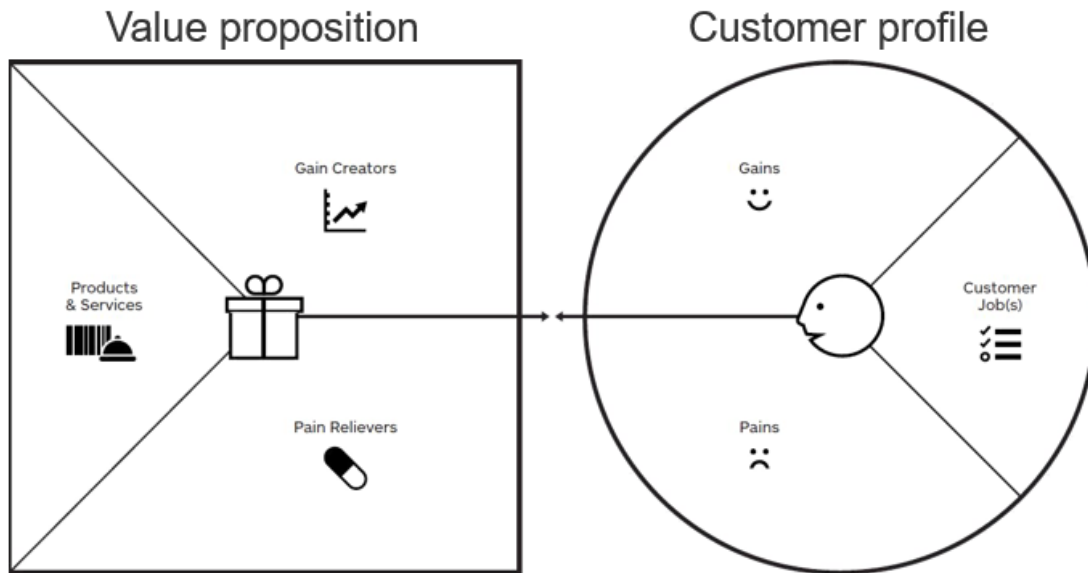 Value proposition
Customer profile
Gain Creators
Gains
Products
& Services
Customer
Job(s)
Pain Relievers
Pains